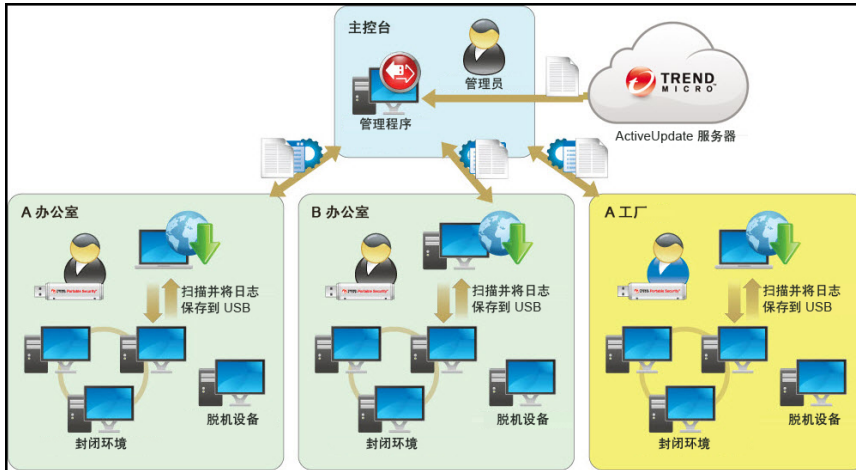 主控台
管理员
管理程序
TREND
MICRO™
ActiveUpdate 服务器
A 办公室
扫描并将日志
保存到 USB
封闭环境
脱机设备
B 办公室
扫描并将日志
保存到 USB
封闭环境
脱机设备
A 工厂
扫描并将日志
保存到 USB
封闭环境
脱机设备